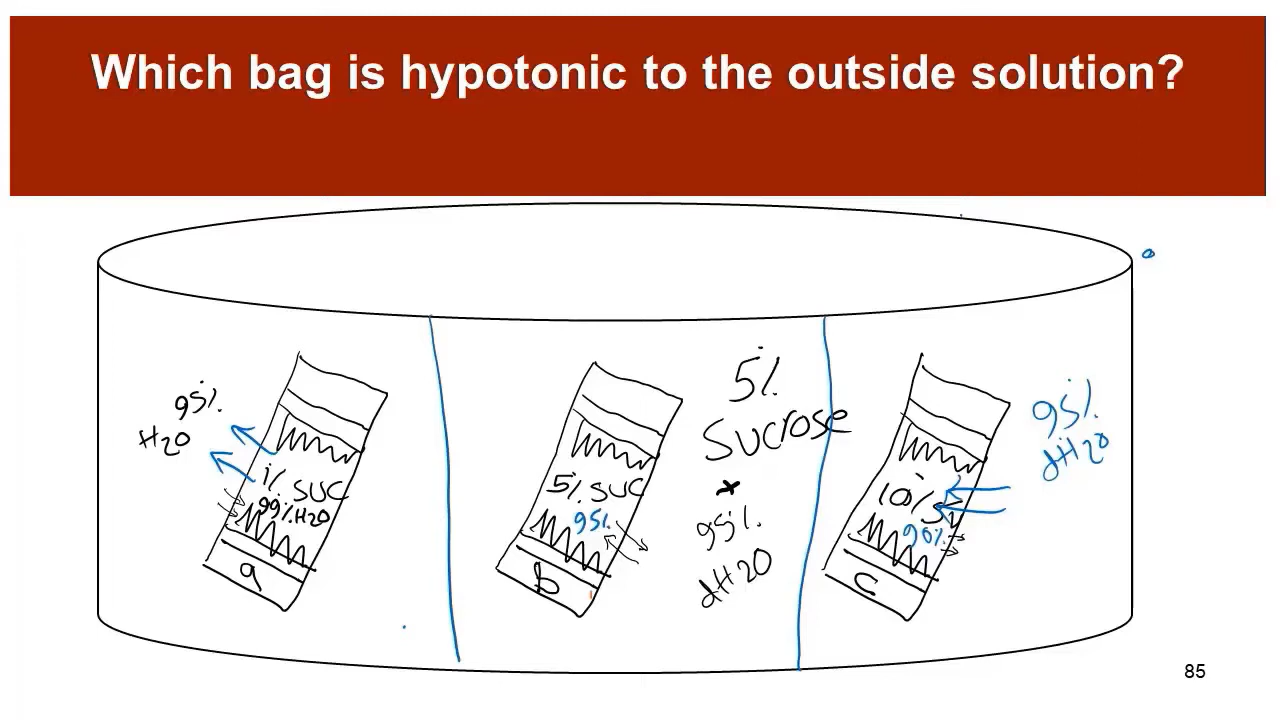 Which bag is hypotonic to the outside solution?
95%
H2O
1% SUC
99% H2O
a
5% SUC
95%
b
5%
Sucrose
+
95%
dH2O
10% S
90%
c
95%
dH2O
85